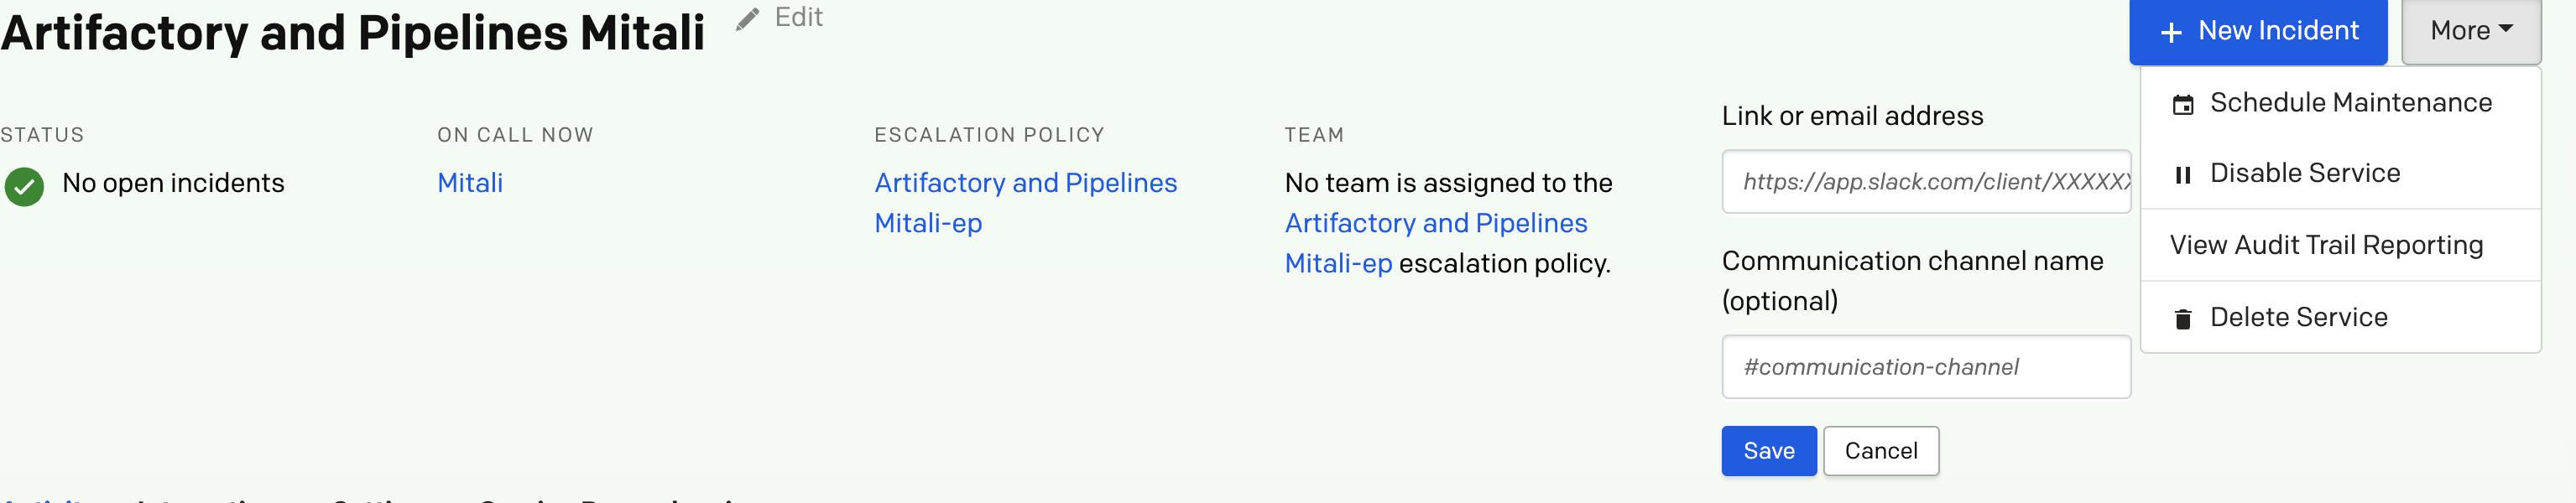 Artifactory and Pipelines Mitali
Edit
New Incident
More
Schedule Maintenance
Disable Service
View Audit Trail Reporting
Delete Service
STATUS
No open incidents
ON CALL NOW
Mitali
ESCALATION POLICY
Artifactory and Pipelines
Mitali-ep
TEAM
No team is assigned to the
Artifactory and Pipelines
Mitali-ep escalation policy.
Link or email address
https://app.slack.com/client/XXXXXX
Communication channel name
(optional)
#communication-channel
Save
Cancel